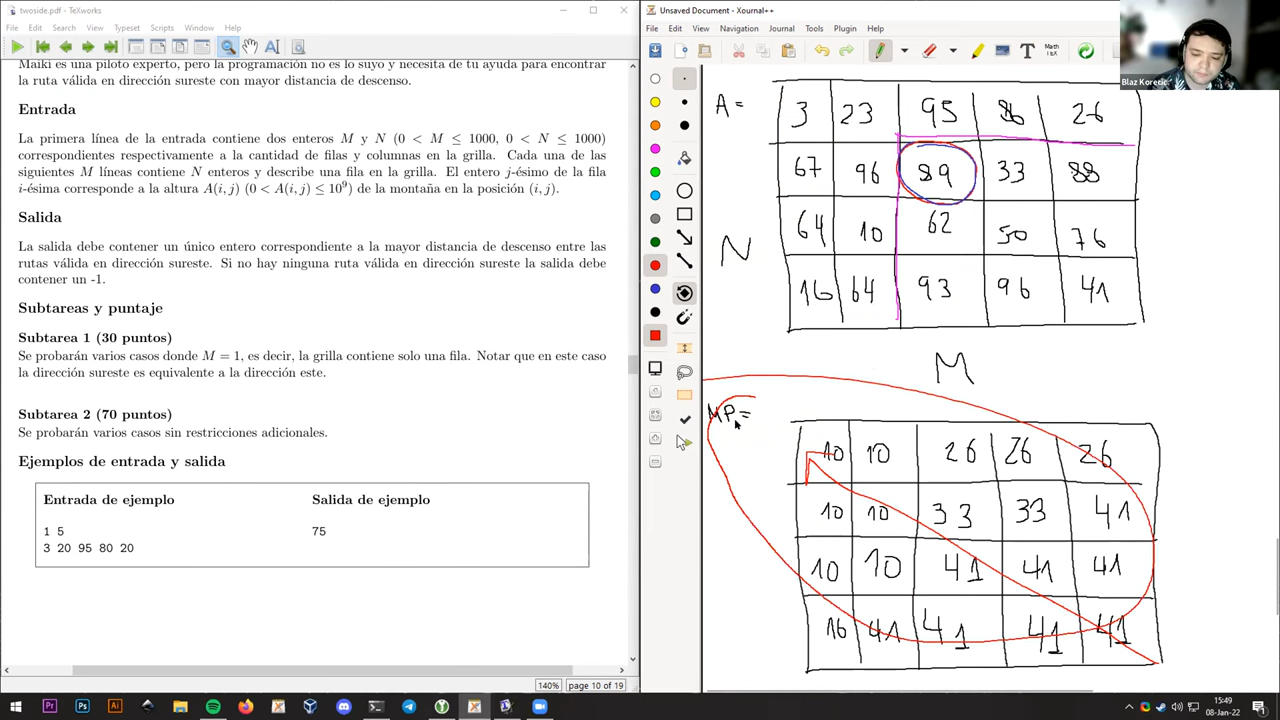 twoside.pdf - TeXworks
File Edit Search View Typeset Scripts Window Help
Maiki es una piloto experto, pero la programación no es lo suyo y necesita de tu ayuda para encontrar
la ruta válida en dirección sureste con mayor distancia de descenso.
Entrada
La primera línea de la entrada contiene dos enteros M y N (0 < M ≤ 1000, 0 < N ≤ 1000)
correspondientes respectivamente a la cantidad de filas y columnas en la grilla. Cada una de las
siguientes M líneas contiene N enteros y describe una fila en la grilla. El entero j-ésimo de la fila
i-ésima corresponde a la altura A(i, j) (0 < A(i, j) ≤ 10⁹) de la montaña en la posición (i, j).
Salida
La salida debe contener un único entero correspondiente a la mayor distancia de descenso entre las
rutas válida en dirección sureste. Si no hay ninguna ruta válida en dirección sureste la salida debe
contener un -1.
Subtareas y puntaje
Subtarea 1 (30 puntos)
Se probarán varios casos donde M = 1, es decir, la grilla contiene solo una fila. Notar que en este caso
la dirección sureste es equivalente a la dirección este.
Subtarea 2 (70 puntos)
Se probarán varios casos sin restricciones adicionales.
Ejemplos de entrada y salida
Entrada de ejemplo Salida de ejemplo
1 5 75
3 20 95 80 20
140% page 10 of 19
Unsaved Document - Xournal++
File Edit View Navigation Journal Tools Plugin Help
Math
TeX
Blaz Korecic
A = 3 23 95 86 26
67 96 89 33 88
N 64 10 62 50 76
16 64 93 96 41
M
MP =
10 10 26 26 26
10 10 33 33 41
10 10 41 41 41
16 41 41 41 41
15:49
08-Jan-22